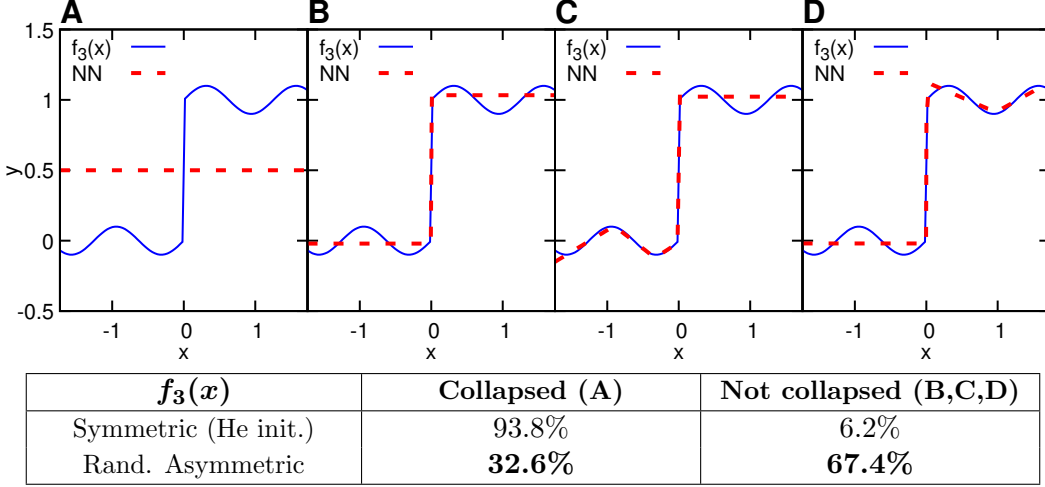 A B C D
1.5
f3(x) f3(x) f3(x) f3(x)
NN NN NN NN
1
y 0.5
0
-0.5
-1 0 1 -1 0 1 -1 0 1 -1 0 1
x x x x
f3(x) Collapsed (A) Not collapsed (B,C,D)
Symmetric (He init.) 93.8% 6.2%
Rand. Asymmetric 32.6% 67.4%